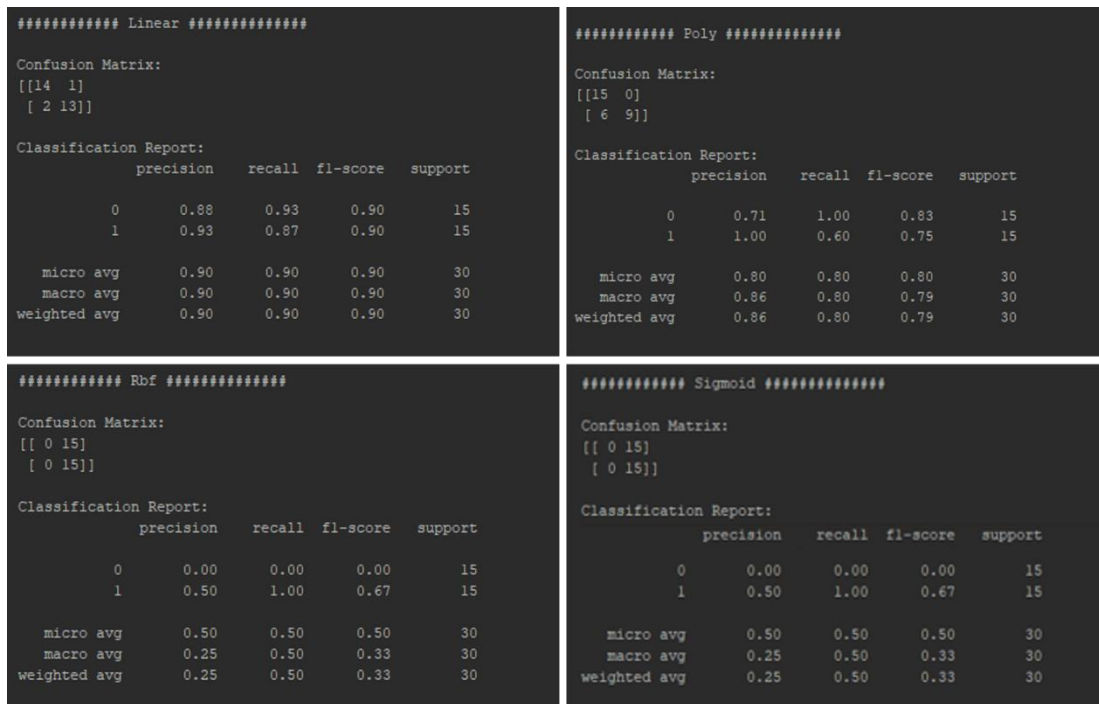 ############ Linear ##############
Confusion Matrix:
[[14  1]
 [ 2 13]]
Classification Report:
              precision    recall  f1-score   support
           0       0.88      0.93      0.90        15
           1       0.93      0.87      0.90        15
   micro avg       0.90      0.90      0.90        30
   macro avg       0.90      0.90      0.90        30
weighted avg       0.90      0.90      0.90        30
############ Poly ##############
Confusion Matrix:
[[15  0]
 [ 6  9]]
Classification Report:
              precision    recall  f1-score   support
           0       0.71      1.00      0.83        15
           1       1.00      0.60      0.75        15
   micro avg       0.80      0.80      0.80        30
   macro avg       0.86      0.80      0.79        30
weighted avg       0.86      0.80      0.79        30
############ Rbf ##############
Confusion Matrix:
[[ 0 15]
 [ 0 15]]
Classification Report:
              precision    recall  f1-score   support
           0       0.00      0.00      0.00        15
           1       0.50      1.00      0.67        15
   micro avg       0.50      0.50      0.50        30
   macro avg       0.25      0.50      0.33        30
weighted avg       0.25      0.50      0.33        30
############ Sigmoid ##############
Confusion Matrix:
[[ 0 15]
 [ 0 15]]
Classification Report:
              precision    recall  f1-score   support
           0       0.00      0.00      0.00        15
           1       0.50      1.00      0.67        15
   micro avg       0.50      0.50      0.50        30
   macro avg       0.25      0.50      0.33        30
weighted avg       0.25      0.50      0.33        30